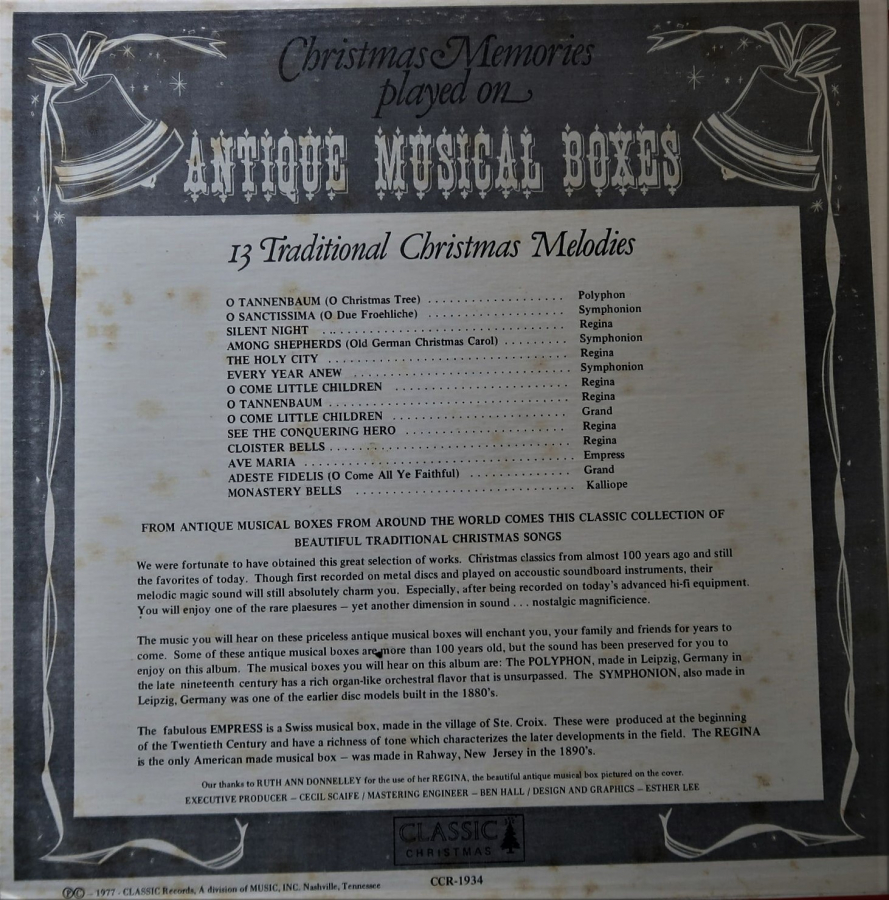 Christmas Memories
played on
ANTIQUE MUSICAL BOXES
13 Traditional Christmas Melodies
O TANNENBAUM (O Christmas Tree) . . . . . . . . . . . . . . . . . . . Polyphon
O SANCTISSIMA (O Due Froehliche) . . . . . . . . . . . . . . . . . . . Symphonion
SILENT NIGHT . . . . . . . . . . . . . . . . . . . . . . . . . . . . . . . . . Regina
AMONG SHEPHERDS (Old German Christmas Carol) . . . . . . . . . Symphonion
THE HOLY CITY . . . . . . . . . . . . . . . . . . . . . . . . . . . . . . . . . Regina
EVERY YEAR ANEW . . . . . . . . . . . . . . . . . . . . . . . . . . . . . Symphonion
O COME LITTLE CHILDREN . . . . . . . . . . . . . . . . . . . . . . . . Regina
O TANNENBAUM . . . . . . . . . . . . . . . . . . . . . . . . . . . . . . . . Regina
O COME LITTLE CHILDREN . . . . . . . . . . . . . . . . . . . . . . . . Grand
SEE THE CONQUERING HERO . . . . . . . . . . . . . . . . . . . . . . Regina
CLOISTER BELLS . . . . . . . . . . . . . . . . . . . . . . . . . . . . . . . . Regina
AVE MARIA . . . . . . . . . . . . . . . . . . . . . . . . . . . . . . . . . . . . Empress
ADESTE FIDELIS (O Come All Ye Faithful) . . . . . . . . . . . . . Grand
MONASTERY BELLS . . . . . . . . . . . . . . . . . . . . . . . . . . . . . Kalliope
FROM ANTIQUE MUSICAL BOXES FROM AROUND THE WORLD COMES THIS CLASSIC COLLECTION OF
BEAUTIFUL TRADITIONAL CHRISTMAS SONGS
We were fortunate to have obtained this great selection of works. Christmas classics from almost 100 years ago and still
the favorites of today. Though first recorded on metal discs and played on accoustic soundboard instruments, their
melodic magic sound will still absolutely charm you. Especially, after being recorded on today's advanced hi-fi equipment.
You will enjoy one of the rare plaesures – yet another dimension in sound . . . nostalgic magnificience.
The music you will hear on these priceless antique musical boxes will enchant you, your family and friends for years to
come. Some of these antique musical boxes are more than 100 years old, but the sound has been preserved for you to
enjoy on this album. The musical boxes you will hear on this album are: The POLYPHON, made in Leipzig, Germany in
the late nineteenth century has a rich organ-like orchestral flavor that is unsurpassed. The SYMPHONION, also made in
Leipzig, Germany was one of the earlier disc models built in the 1880's.
The fabulous EMPRESS is a Swiss musical box, made in the village of Ste. Croix. These were produced at the beginning
of the Twentieth Century and have a richness of tone which characterizes the later developments in the field. The REGINA
is the only American made musical box – was made in Rahway, New Jersey in the 1890's.
Our thanks to RUTH ANN DONNELLEY for the use of her REGINA, the beautiful antique musical box pictured on the cover.
EXECUTIVE PRODUCER – CECIL SCAIFE / MASTERING ENGINEER – BEN HALL / DESIGN AND GRAPHICS – ESTHER LEE
CLASSIC
CHRISTMAS
℗© – 1977 - CLASSIC Records, A division of MUSIC, INC. Nashville, Tennessee
CCR-1934